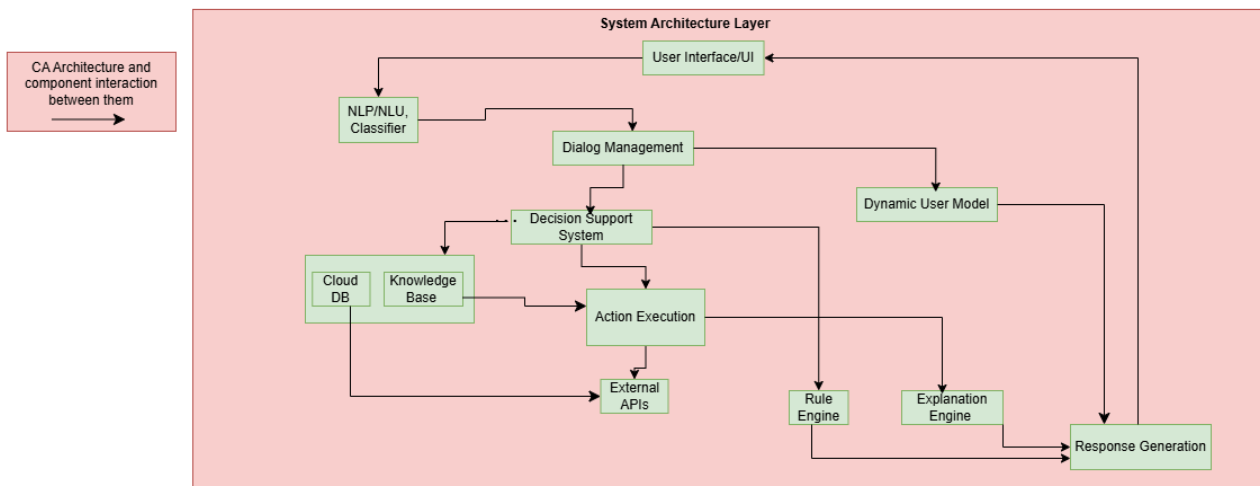 System Architecture Layer
CA Architecture and
component interaction
between them
User Interface/UI
NLP/NLU,
Classifier
Dialog Management
Dynamic User Model
Decision Support
System
Cloud
DB
Knowledge
Base
Action Execution
External
APIs
Rule
Engine
Explanation
Engine
Response Generation